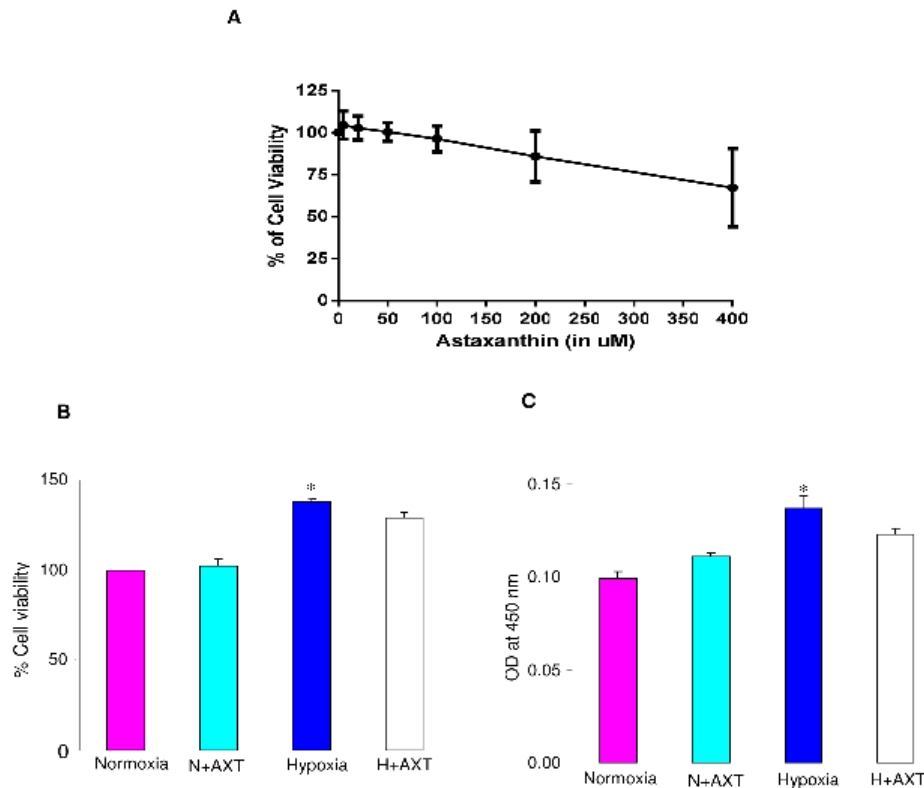 A
125
100
75
50
25
0
% of Cell Viability
0 50 100 150 200 250 300 350 400
Astaxanthin (in uM)
B
150
100
50
0
% Cell viability
*
Normoxia N+AXT Hypoxia H+AXT
C
0.15
0.10
0.05
0.00
OD at 450 nm
*
Normoxia N+AXT Hypoxia H+AXT